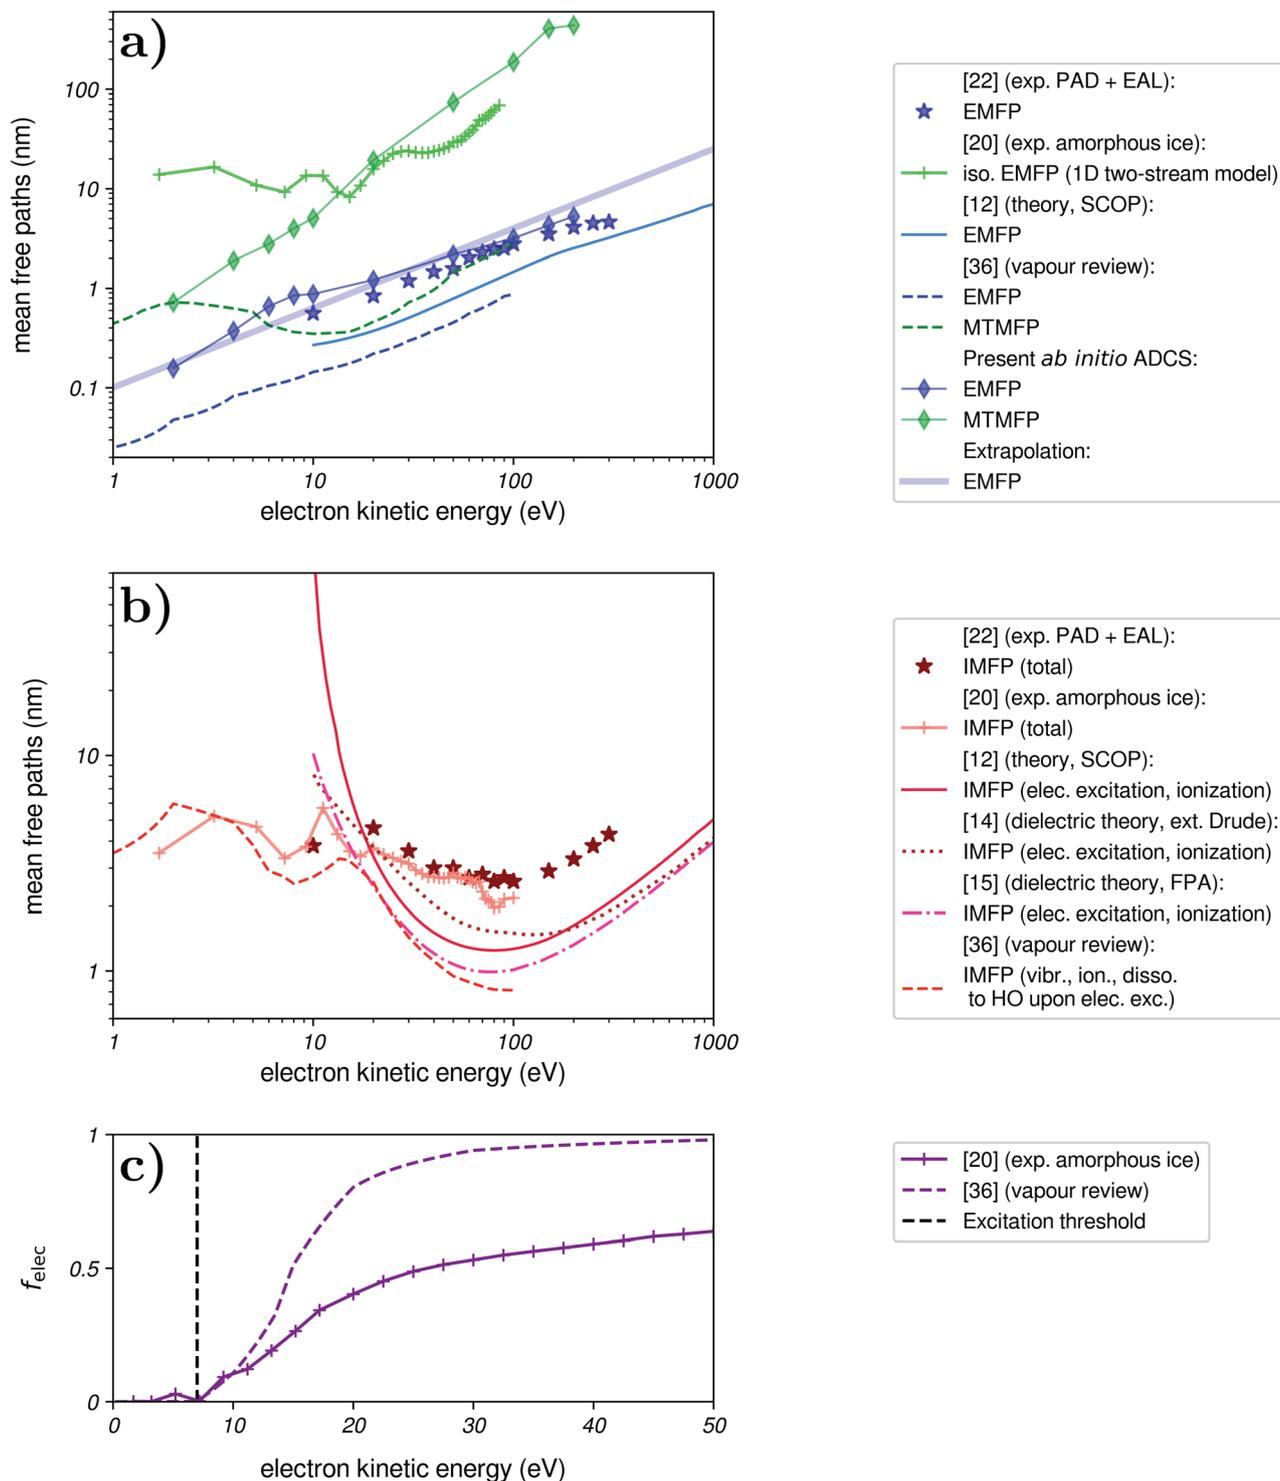 a)
mean free paths (nm)
100
10
1
0.1
1 10 100 1000
electron kinetic energy (eV)
[22] (exp. PAD + EAL):
EMFP
[20] (exp. amorphous ice):
iso. EMFP (1D two-stream model)
[12] (theory, SCOP):
EMFP
[36] (vapour review):
EMFP
MTMFP
Present ab initio ADCS:
EMFP
MTMFP
Extrapolation:
EMFP
b)
mean free paths (nm)
10
1
1 10 100 1000
electron kinetic energy (eV)
[22] (exp. PAD + EAL):
IMFP (total)
[20] (exp. amorphous ice):
IMFP (total)
[12] (theory, SCOP):
IMFP (elec. excitation, ionization)
[14] (dielectric theory, ext. Drude):
IMFP (elec. excitation, ionization)
[15] (dielectric theory, FPA):
IMFP (elec. excitation, ionization)
[36] (vapour review):
IMFP (vibr., ion., disso.
to HO upon elec. exc.)
c)
felec
1
0.5
0
0 10 20 30 40 50
electron kinetic energy (eV)
[20] (exp. amorphous ice)
[36] (vapour review)
Excitation threshold